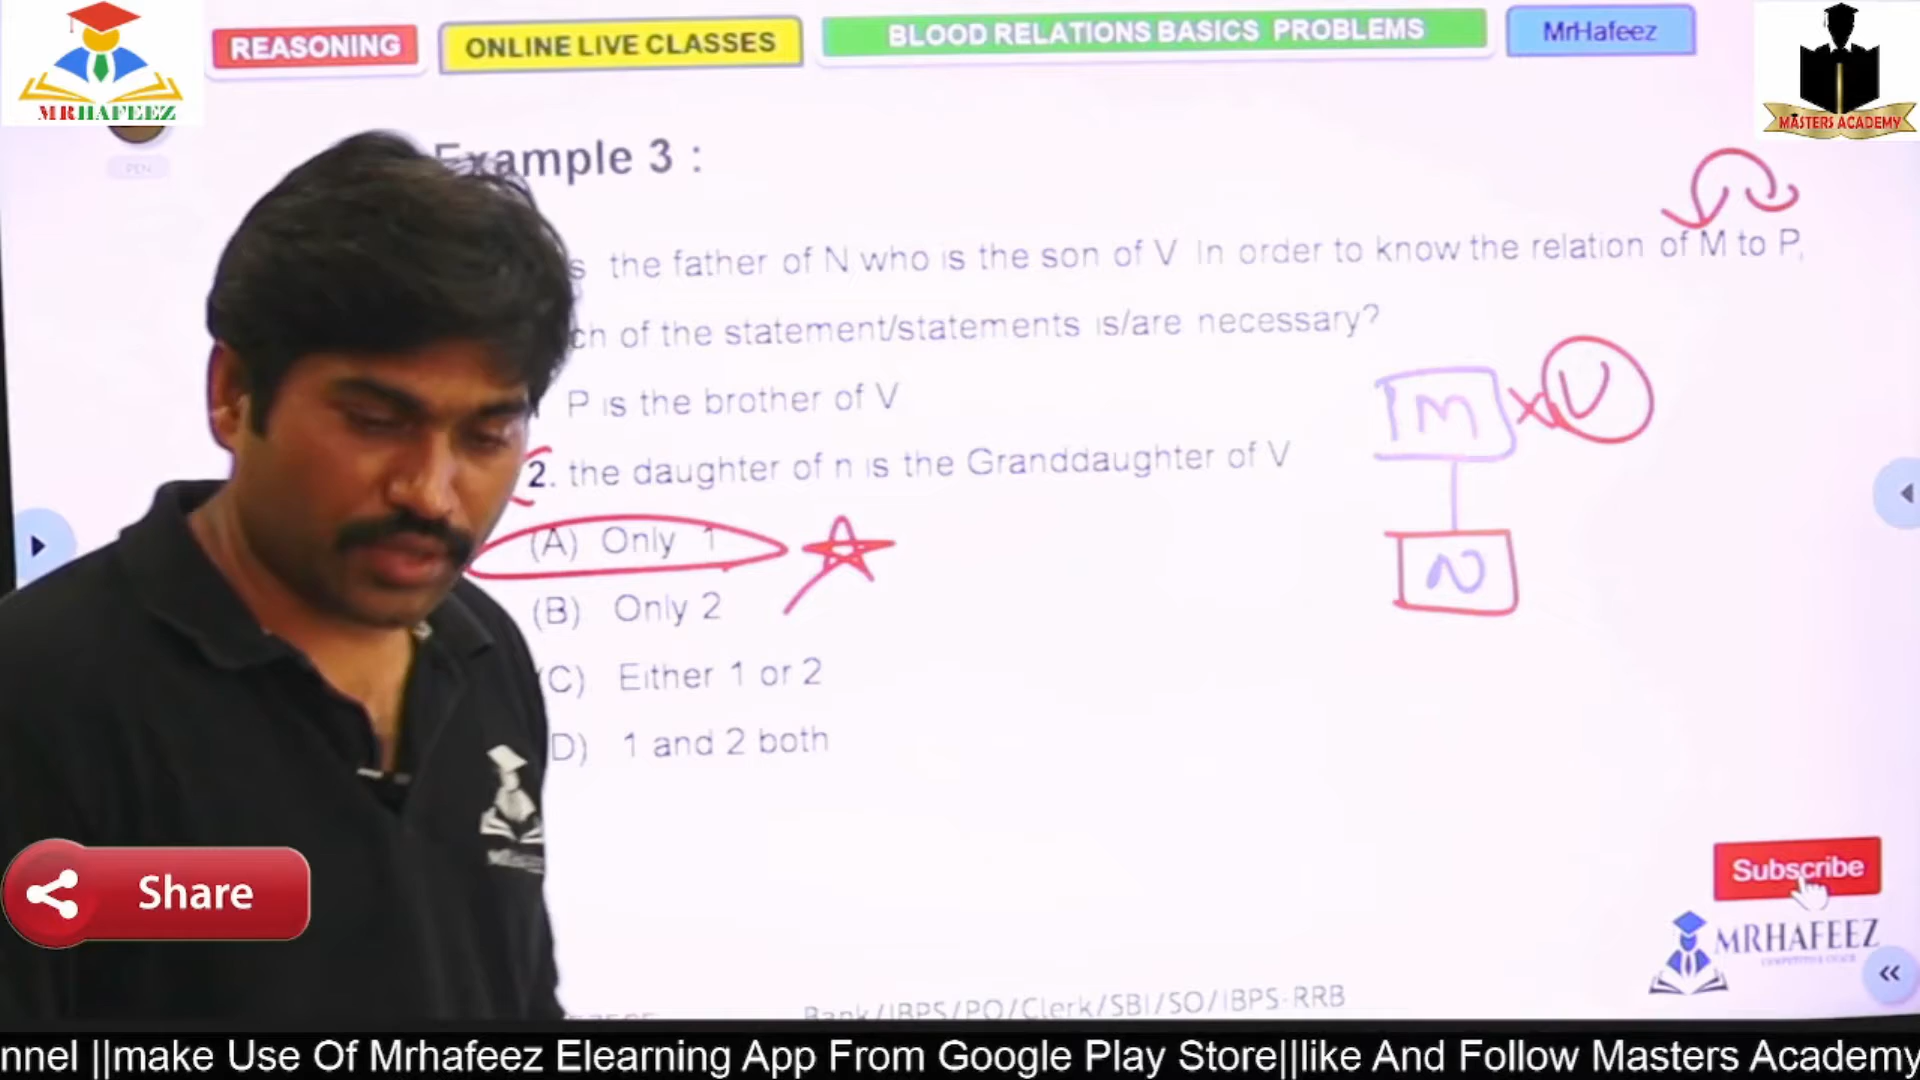 REASONING
ONLINE LIVE CLASSES
BLOOD RELATIONS BASICS PROBLEMS
MrHafeez
MRHAFEEZ
MASTERS ACADEMY
PEN
Example 3 :
s the father of N who is the son of V In order to know the relation of M to P,
ch of the statement/statements is/are necessary?
P is the brother of V
2. the daughter of n is the Granddaughter of V
(A) Only 1
(B) Only 2
(C) Either 1 or 2
D) 1 and 2 both
M × V
N
Share
Subscribe
MRHAFEEZ
Bank/IBPS/PO/Clerk/SBI/SO/IBPS-RRB
nnel ||make Use Of Mrhafeez Elearning App From Google Play Store||like And Follow Masters Academy